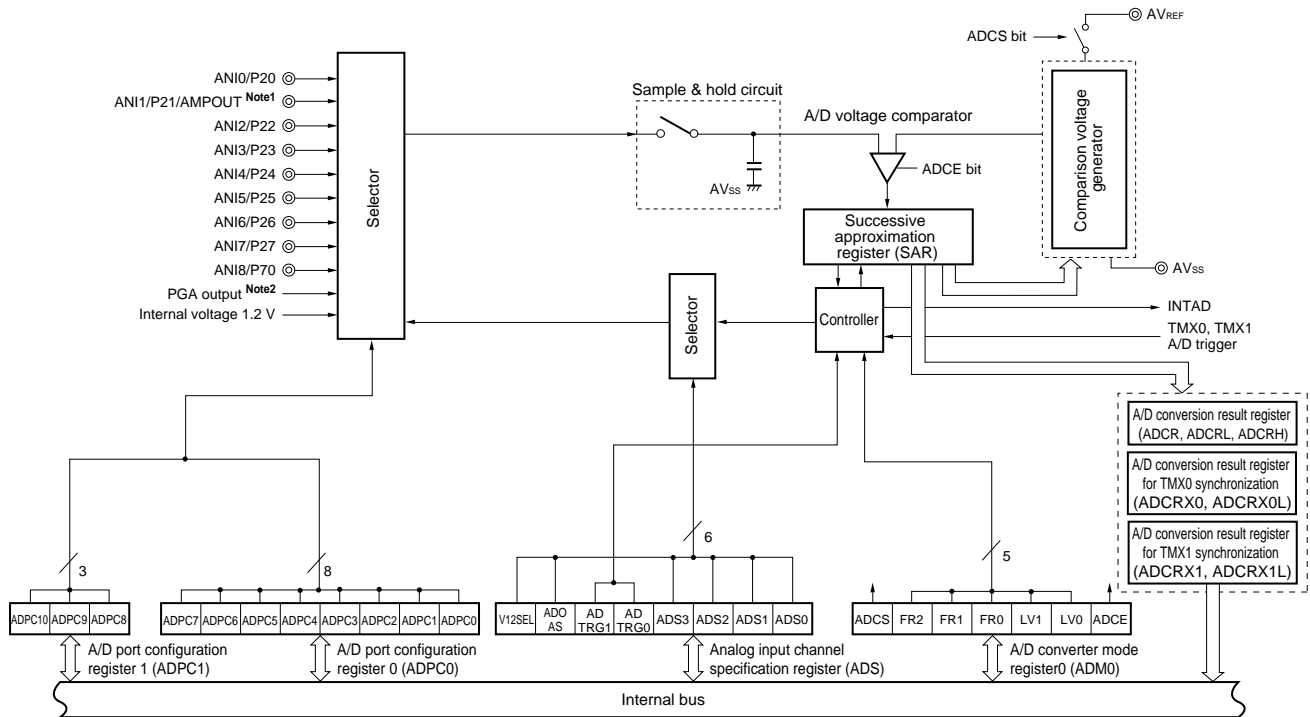 AVREF
ADCS bit
ANI0/P20
ANI1/P21/AMPOUT Note1
ANI2/P22
ANI3/P23
ANI4/P24
ANI5/P25
ANI6/P26
ANI7/P27
ANI8/P70
PGA output Note2
Internal voltage 1.2 V
Selector
Sample & hold circuit
AVSS
A/D voltage comparator
ADCE bit
Comparison voltage
generator
AVSS
Successive
approximation
register (SAR)
Selector
Controller
INTAD
TMX0, TMX1
A/D trigger
A/D conversion result register
(ADCR, ADCRL, ADCRH)
A/D conversion result register
for TMX0 synchronization
(ADCRX0, ADCRX0L)
A/D conversion result register
for TMX1 synchronization
(ADCRX1, ADCRX1L)
3
8
6
5
ADPC10 ADPC9 ADPC8
ADPC7 ADPC6 ADPC5 ADPC4 ADPC3 ADPC2 ADPC1 ADPC0
V12SEL ADO AS AD TRG1 AD TRG0 ADS3 ADS2 ADS1 ADS0
ADCS FR2 FR1 FR0 LV1 LV0 ADCE
A/D port configuration
register 1 (ADPC1)
A/D port configuration
register 0 (ADPC0)
Analog input channel
specification register (ADS)
A/D converter mode
register0 (ADM0)
Internal bus